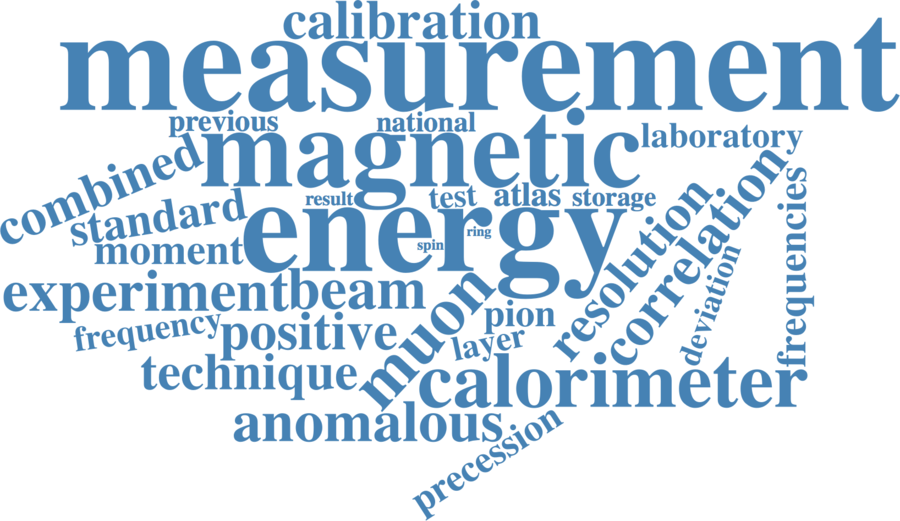 calibration
measurement
previous
national
laboratory
magnetic
combined
standard
result
test
atlas
storage
energy
spin
ring
moment
resolution
correlation
deviation
frequencies
experiment
beam
muon
pion
frequency
positive
layer
technique
calorimeter
anomalous
precession